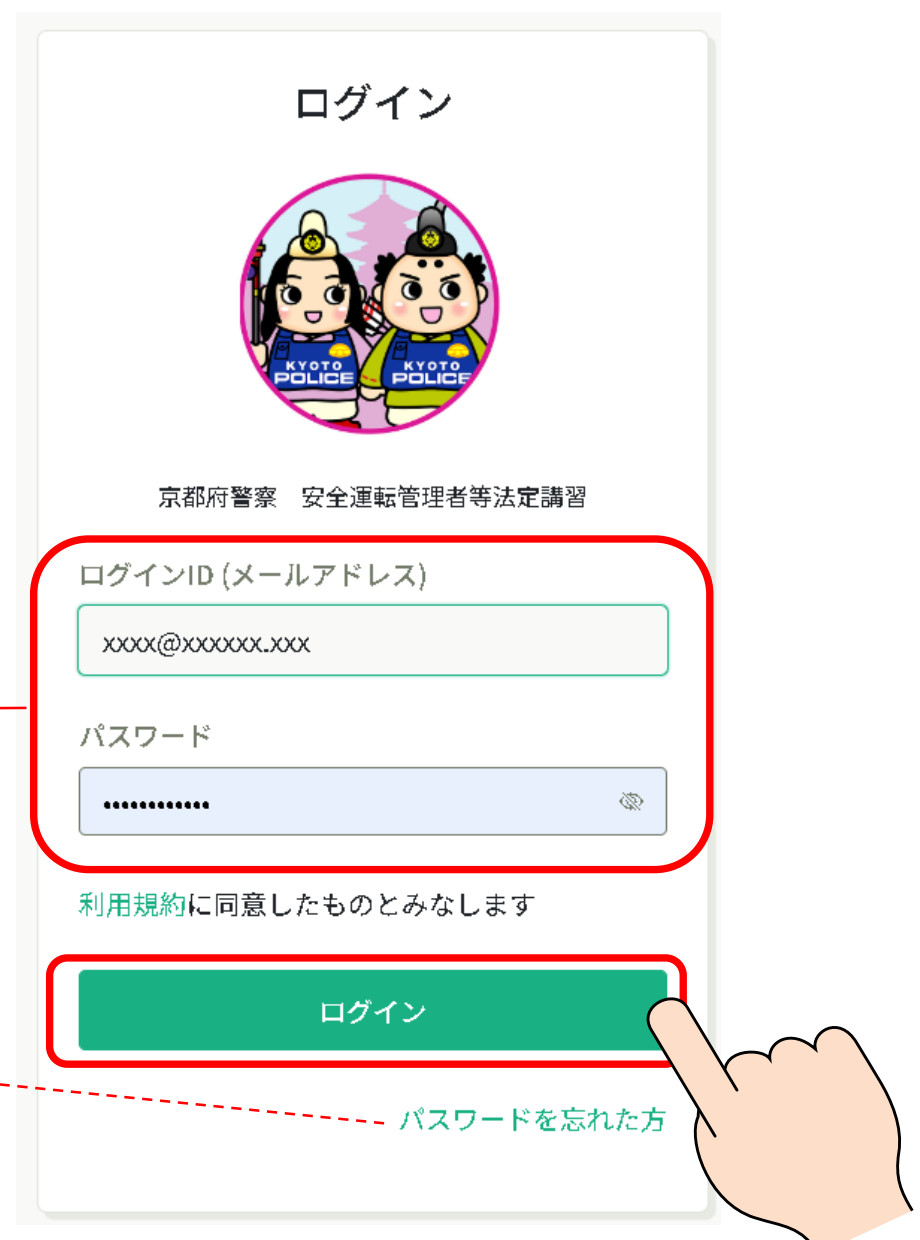 ログイン
KYOTO
POLICE
KYOTO
POLICE
京都府警察　安全運転管理者等法定講習
ログインID (メールアドレス)
xxxx@xxxxxx.xxx
パスワード
••••••••••••
利用規約に同意したものとみなします
ログイン
パスワードを忘れた方